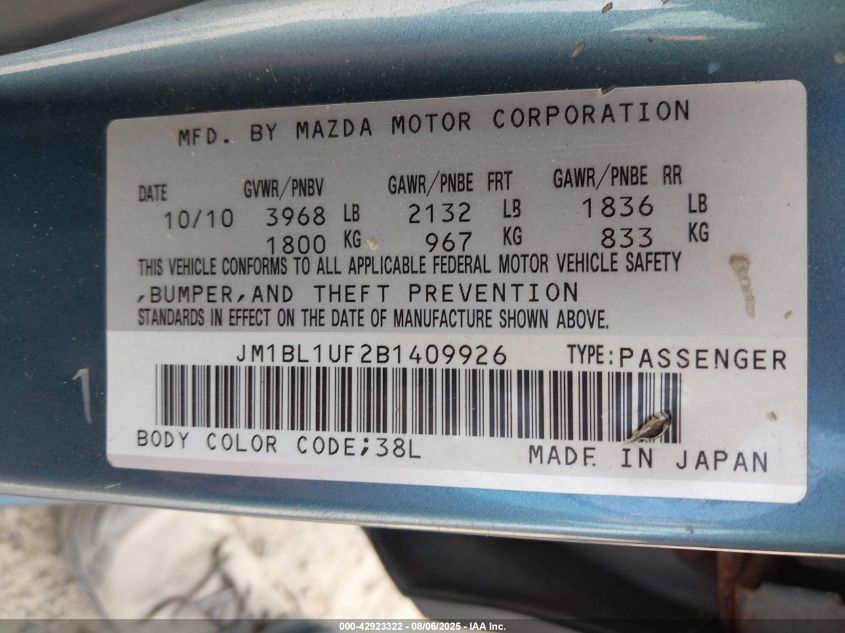 MFD. BY MAZDA MOTOR CORPORATION
DATE GVWR/PNBV GAWR/PNBE FRT GAWR/PNBE RR
10/10 3968 LB 2132 LB 1836 LB
1800 KG 967 KG 833 KG
THIS VEHICLE CONFORMS TO ALL APPLICABLE FEDERAL MOTOR VEHICLE SAFETY
,BUMPER,AND THEFT PREVENTION
STANDARDS IN EFFECT ON THE DATE OF MANUFACTURE SHOWN ABOVE.
JM1BL1UF2B1409926 TYPE:PASSENGER
BODY COLOR CODE;38L MADE IN JAPAN
1
000-42923322 - 08/06/2025 - IAA Inc.